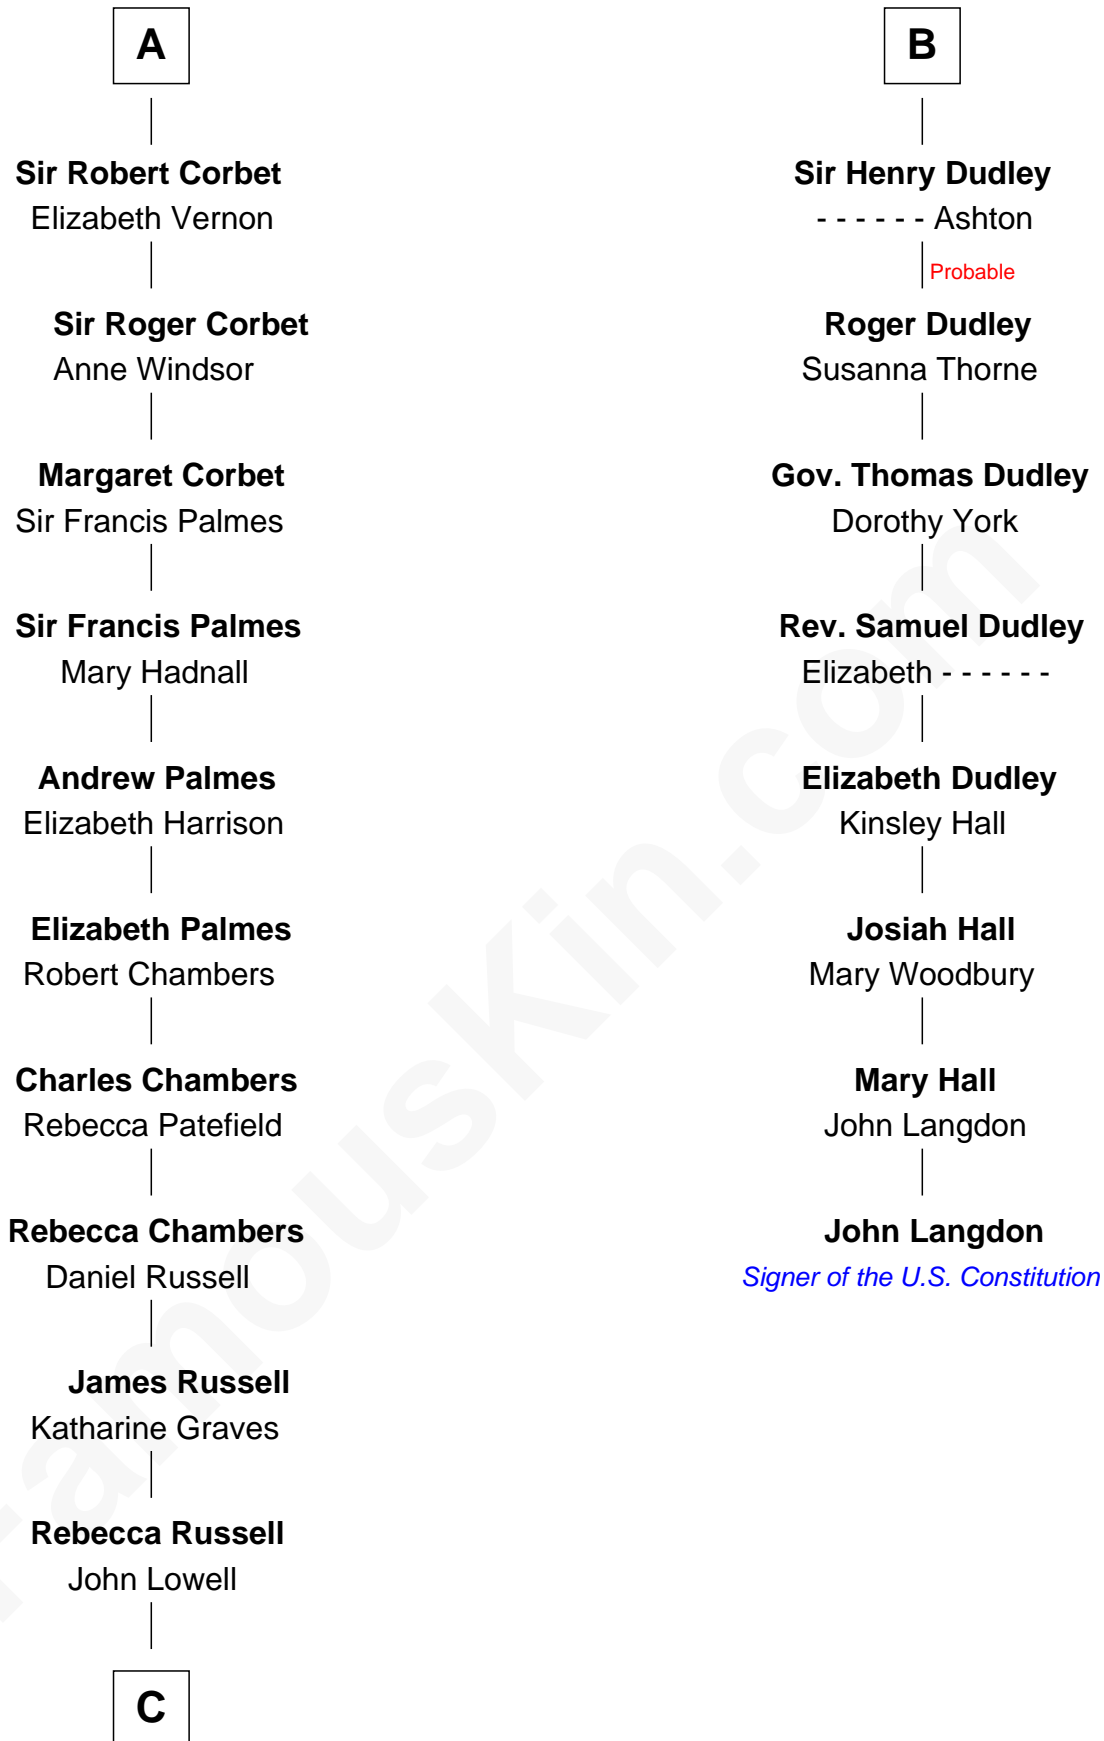 A
Sir Robert Corbet
Elizabeth Vernon
Sir Roger Corbet
Anne Windsor
Margaret Corbet
Sir Francis Palmes
Sir Francis Palmes
Mary Hadnall
Andrew Palmes
Elizabeth Harrison
Elizabeth Palmes
Robert Chambers
Charles Chambers
Rebecca Patefield
Rebecca Chambers
Daniel Russell
James Russell
Katharine Graves
Rebecca Russell
John Lowell
C
B
Sir Henry Dudley
- - - - - - Ashton
Probable
Roger Dudley
Susanna Thorne
Gov. Thomas Dudley
Dorothy York
Rev. Samuel Dudley
Elizabeth - - - - - -
Elizabeth Dudley
Kinsley Hall
Josiah Hall
Mary Woodbury
Mary Hall
John Langdon
John Langdon
Signer of the U.S. Constitution
FamousKin.com